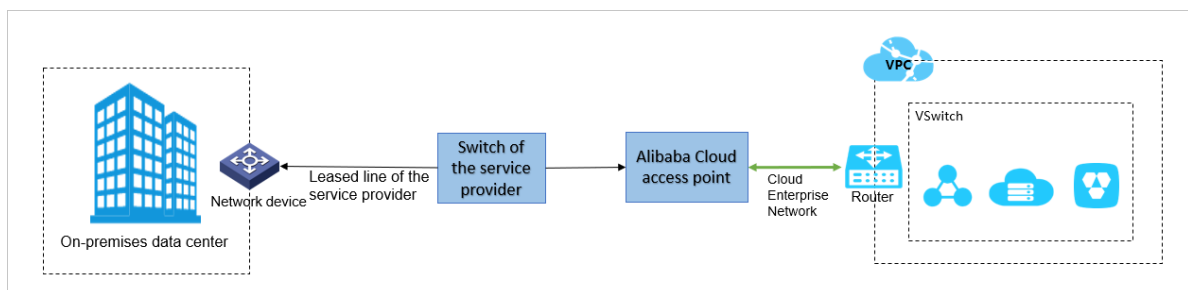 VPC
VSwitch
Switch of
the service
provider
Alibaba Cloud
access point
Leased line of the
service provider
Cloud
Enterprise
Network
Router
Network device
On-premises data center